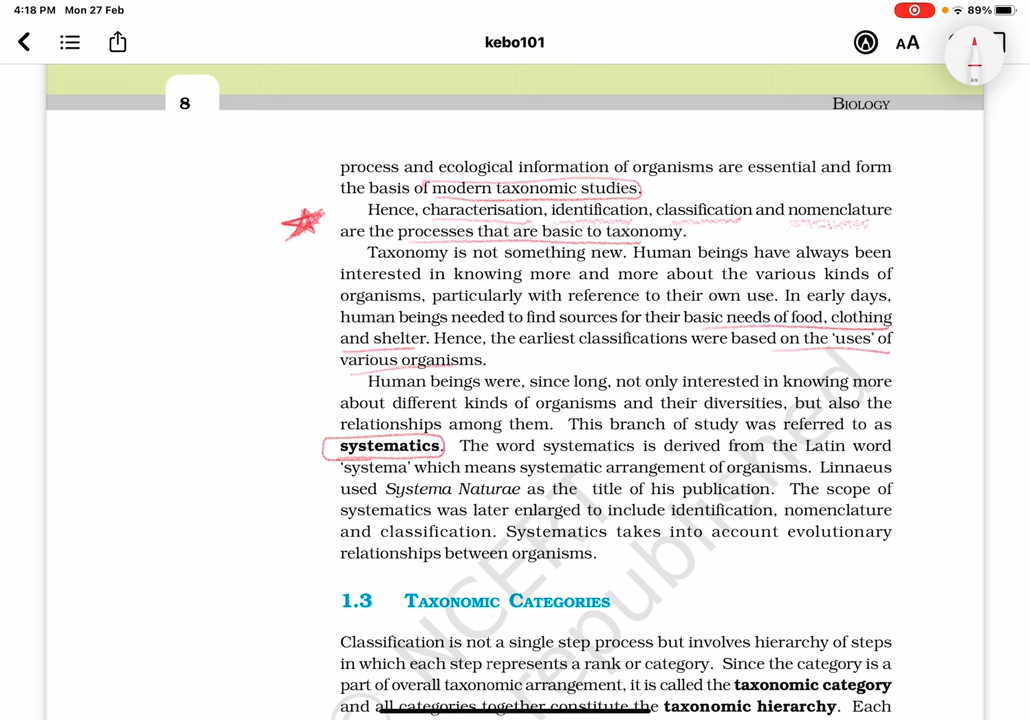 4:18 PM Mon 27 Feb
89%
kebo101
AA
8
BIOLOGY
process and ecological information of organisms are essential and form
the basis of modern taxonomic studies.
Hence, characterisation, identification, classification and nomenclature
are the processes that are basic to taxonomy.
Taxonomy is not something new. Human beings have always been
interested in knowing more and more about the various kinds of
organisms, particularly with reference to their own use. In early days,
human beings needed to find sources for their basic needs of food, clothing
and shelter. Hence, the earliest classifications were based on the ‘uses’ of
various organisms.
Human beings were, since long, not only interested in knowing more
about different kinds of organisms and their diversities, but also the
relationships among them. This branch of study was referred to as
systematics. The word systematics is derived from the Latin word
‘systema’ which means systematic arrangement of organisms. Linnaeus
used Systema Naturae as the title of his publication. The scope of
systematics was later enlarged to include identification, nomenclature
and classification. Systematics takes into account evolutionary
relationships between organisms.
1.3 TAXONOMIC CATEGORIES
Classification is not a single step process but involves hierarchy of steps
in which each step represents a rank or category. Since the category is a
part of overall taxonomic arrangement, it is called the taxonomic category
and all categories together constitute the taxonomic hierarchy. Each
© NCERT
republished